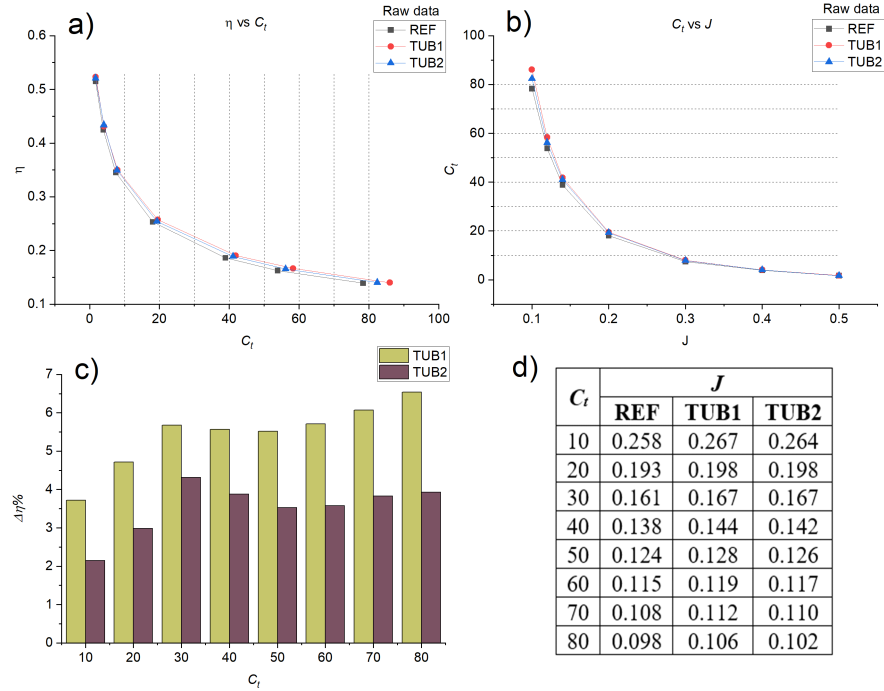 a)
η vs Ct
Raw data
REF
TUB1
TUB2
η
0.6
0.5
0.4
0.3
0.2
0.1
0 20 40 60 80 100
Ct
b)
Ct vs J
Raw data
REF
TUB1
TUB2
Ct
100
80
60
40
20
0
0.1 0.2 0.3 0.4 0.5
J
c)
TUB1
TUB2
Δη%
7
6
5
4
3
2
1
0
10 20 30 40 50 60 70 80
Ct
d)
Ct J
REF TUB1 TUB2
10 0.258 0.267 0.264
20 0.193 0.198 0.198
30 0.161 0.167 0.167
40 0.138 0.144 0.142
50 0.124 0.128 0.126
60 0.115 0.119 0.117
70 0.108 0.112 0.110
80 0.098 0.106 0.102